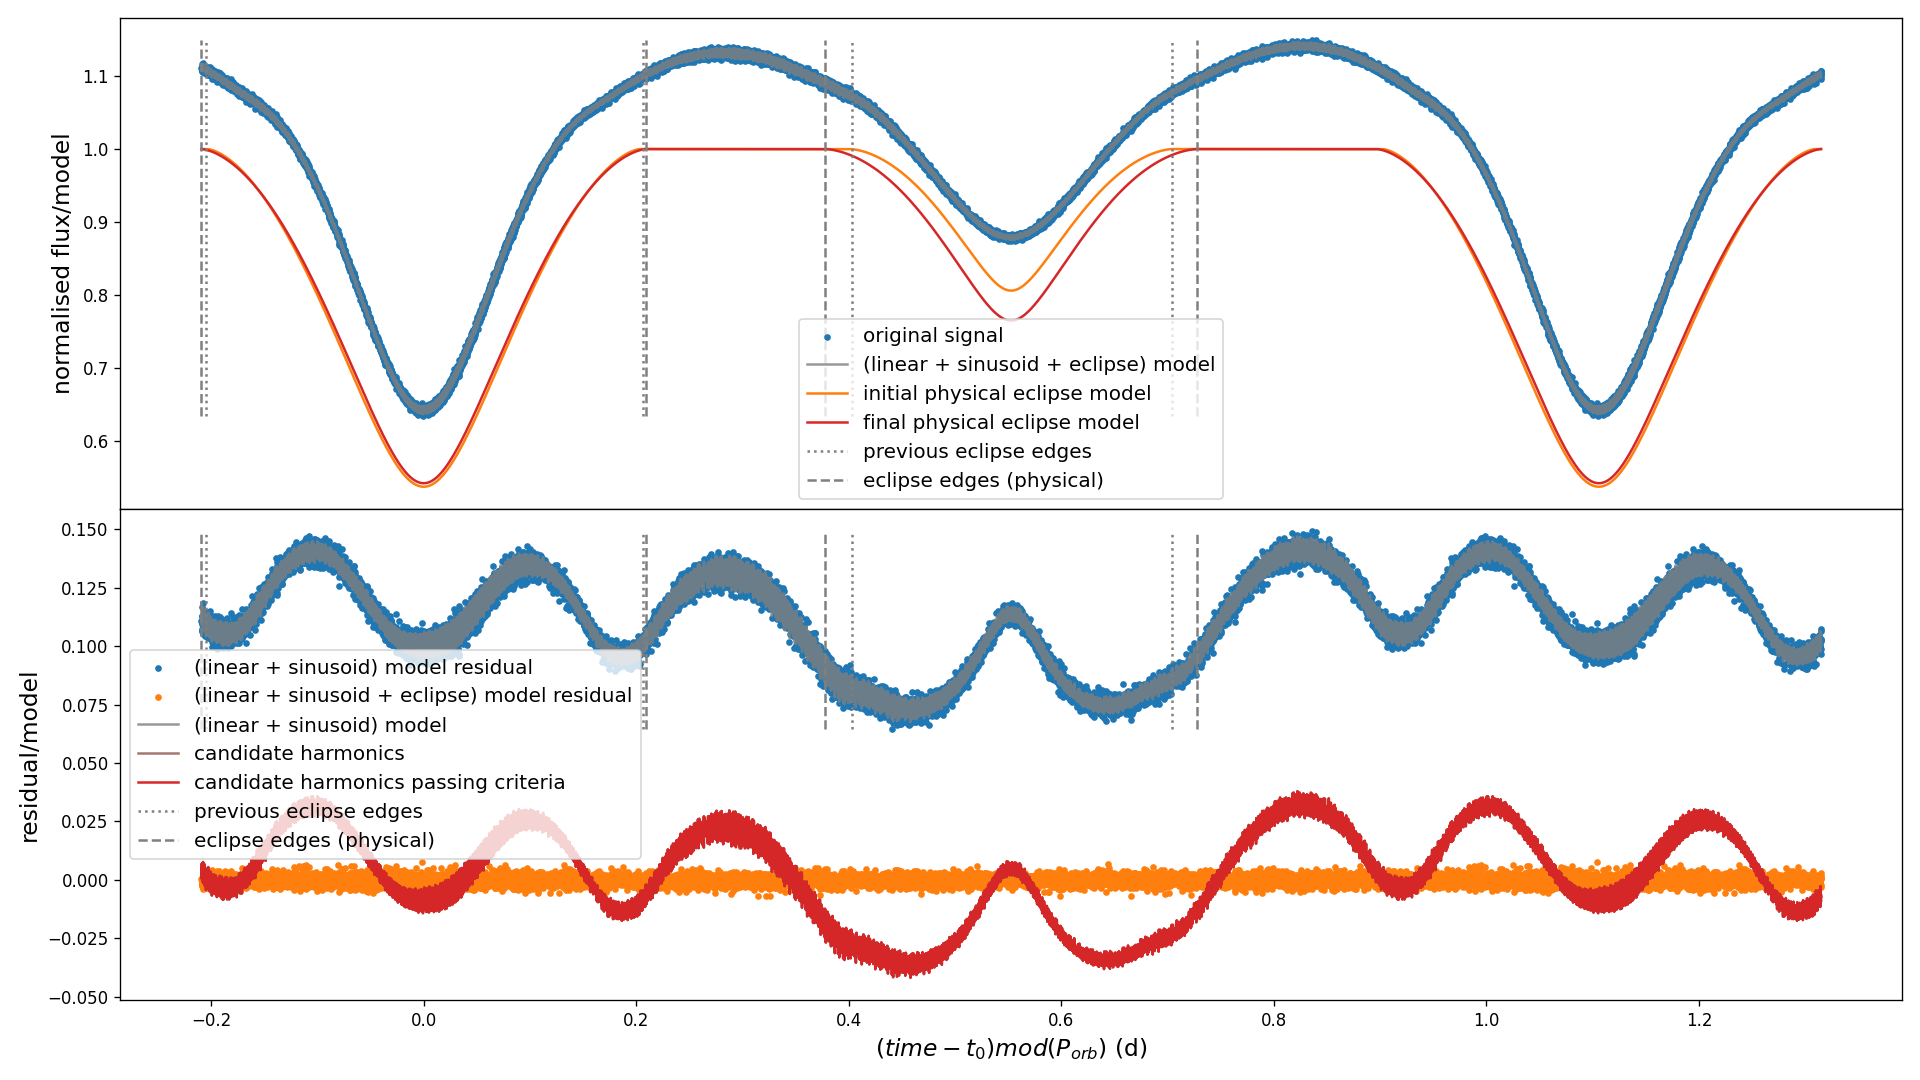 normalised flux/model
1.1
1.0
0.9
0.8
0.7
0.6
original signal
(linear + sinusoid + eclipse) model
initial physical eclipse model
final physical eclipse model
previous eclipse edges
eclipse edges (physical)
residual/model
0.150
0.125
0.100
0.075
0.050
0.025
0.000
−0.025
−0.050
(linear + sinusoid) model residual
(linear + sinusoid + eclipse) model residual
(linear + sinusoid) model
candidate harmonics
candidate harmonics passing criteria
previous eclipse edges
eclipse edges (physical)
−0.2 0.0 0.2 0.4 0.6 0.8 1.0 1.2
(time − t₀)mod(P_orb) (d)